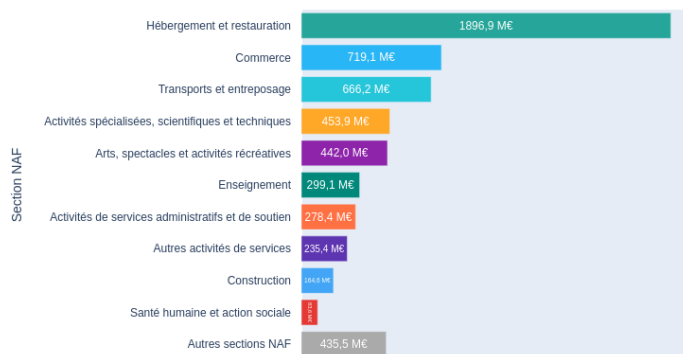 Section NAF
Hébergement et restauration 1896,9 M€
Commerce 719,1 M€
Transports et entreposage 666,2 M€
Activités spécialisées, scientifiques et techniques 453,9 M€
Arts, spectacles et activités récréatives 442,0 M€
Enseignement 299,1 M€
Activités de services administratifs et de soutien 278,4 M€
Autres activités de services 235,4 M€
Construction 164,6 M€
Santé humaine et action sociale
Autres sections NAF 435,5 M€